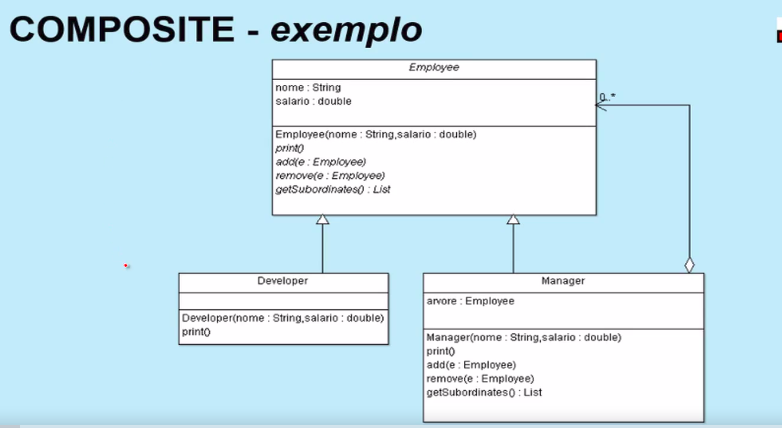 COMPOSITE - exemplo
Employee
nome : String
salario : double
0..*
Employee(nome : String,salario : double)
print()
add(e : Employee)
remove(e : Employee)
getSubordinates() : List
Developer
Developer(nome : String,salario : double)
print()
Manager
arvore : Employee
Manager(nome : String,salario : double)
print()
add(e : Employee)
remove(e : Employee)
getSubordinates() : List